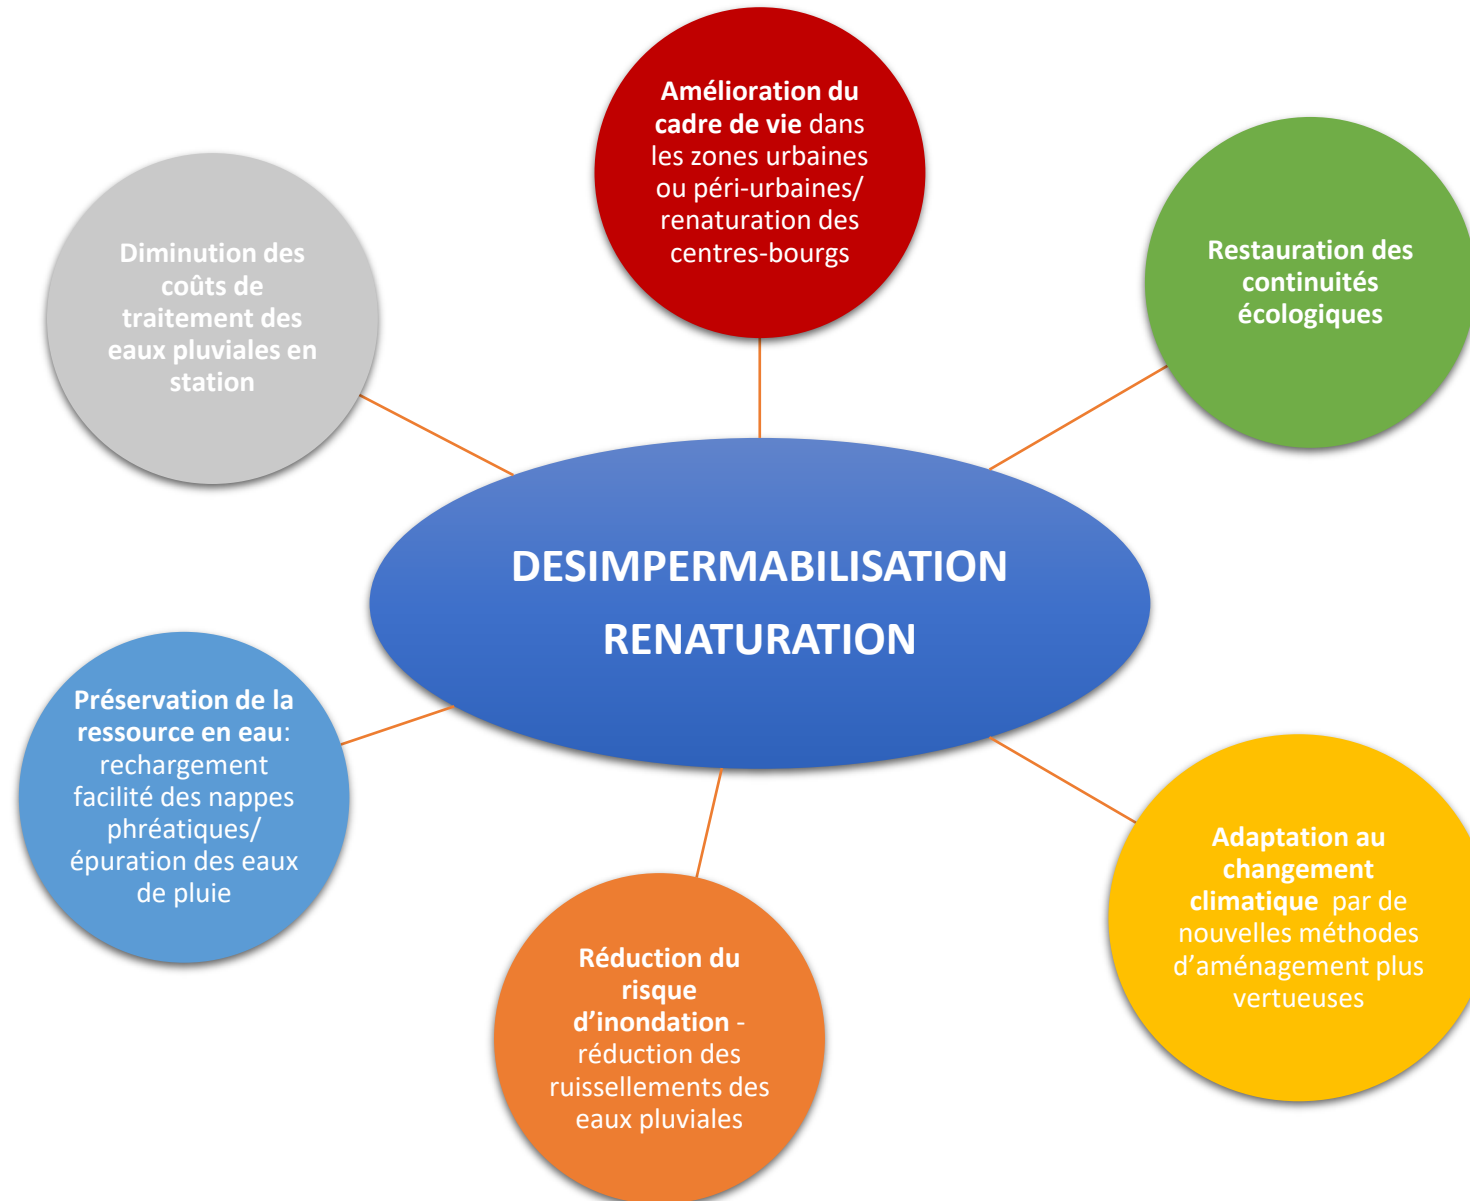 Amélioration du
cadre de vie dans
les zones urbaines
ou péri-urbaines/
renaturation des
centres-bourgs
Restauration des
continuités
écologiques
Diminution des
coûts de
traitement des
eaux pluviales en
station
DESIMPERMABILISATION
RENATURATION
Préservation de la
ressource en eau:
rechargement
facilité des nappes
phréatiques/
épuration des eaux
de pluie
Adaptation au
changement
climatique  par de
nouvelles méthodes
d’aménagement plus
vertueuses
Réduction du
risque
d’inondation -
réduction des
ruissellements des
eaux pluviales